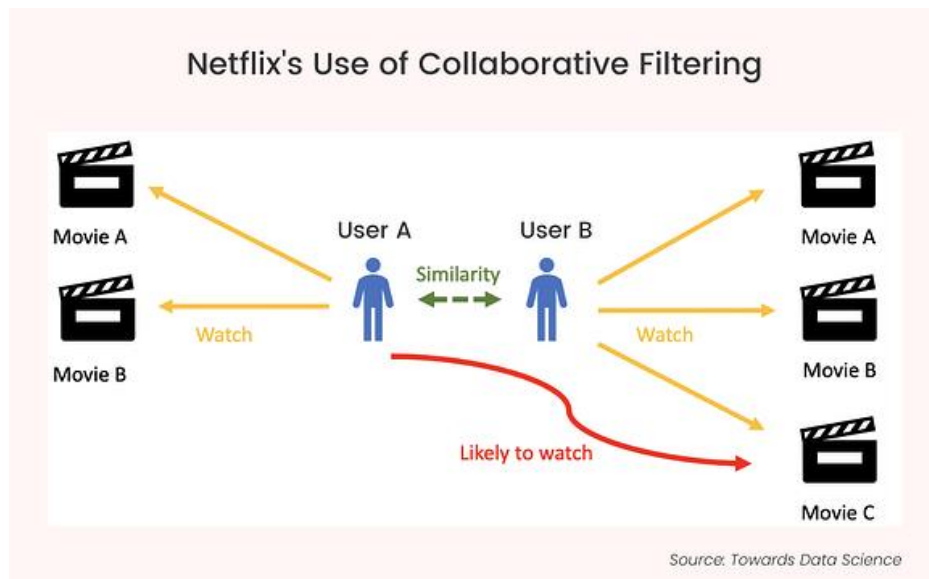 Netflix's Use of Collaborative Filtering
Movie A
Movie B
Watch
User A
User B
Similarity
Watch
Likely to watch
Movie A
Movie B
Movie C
Source: Towards Data Science